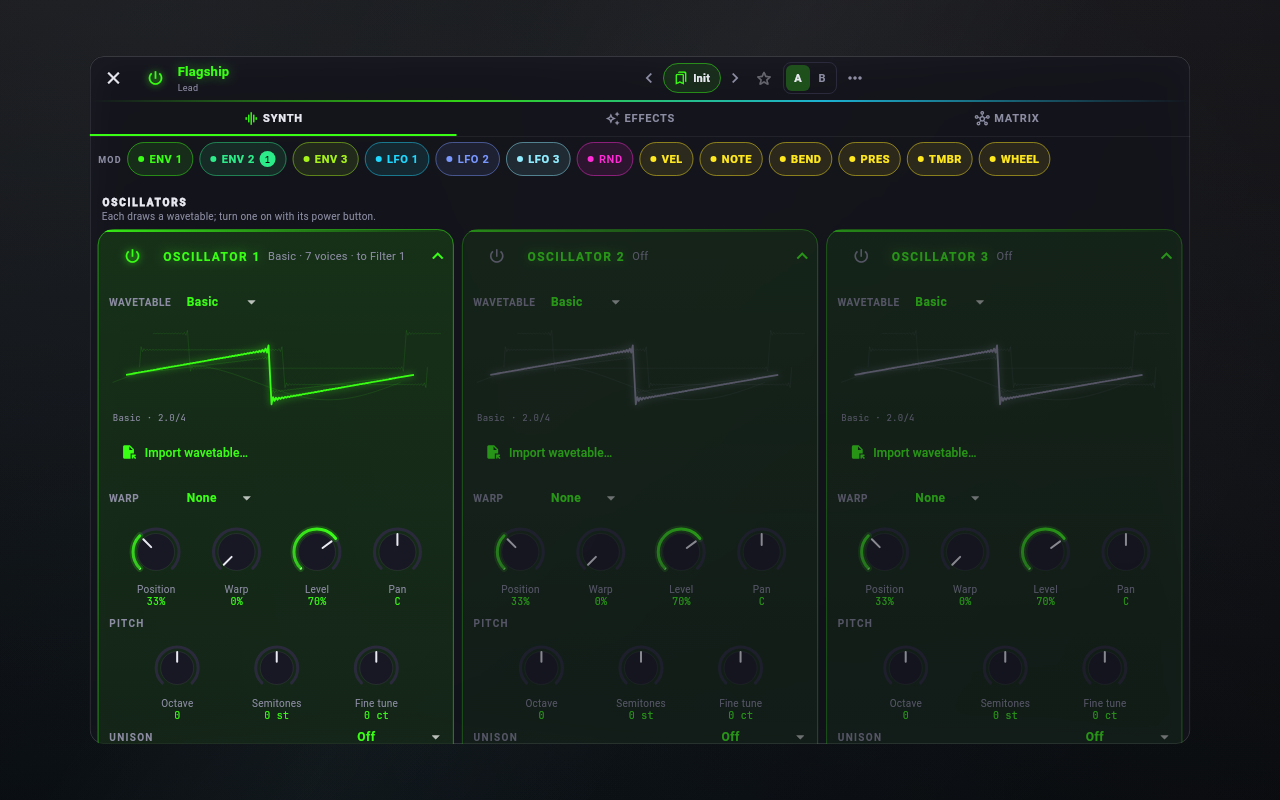 Flagship
Lead
Init
A
B
SYNTH
EFFECTS
MATRIX
MOD
ENV 1
ENV 2 1
ENV 3
LFO 1
LFO 2
LFO 3
RND
VEL
NOTE
BEND
PRES
TMBR
WHEEL
OSCILLATORS
Each draws a wavetable; turn one on with its power button.
OSCILLATOR 1 Basic · 7 voices · to Filter 1
WAVETABLE Basic
Basic · 2.0/4
Import wavetable…
WARP None
Position Warp Level Pan
33% 0% 70% C
PITCH
Octave Semitones Fine tune
0 0 st 0 ct
UNISON Off
OSCILLATOR 2 Off
WAVETABLE Basic
Basic · 2.0/4
Import wavetable…
WARP None
Position Warp Level Pan
33% 0% 70% C
PITCH
Octave Semitones Fine tune
0 0 st 0 ct
UNISON Off
OSCILLATOR 3 Off
WAVETABLE Basic
Basic · 2.0/4
Import wavetable…
WARP None
Position Warp Level Pan
33% 0% 70% C
PITCH
Octave Semitones Fine tune
0 0 st 0 ct
UNISON Off